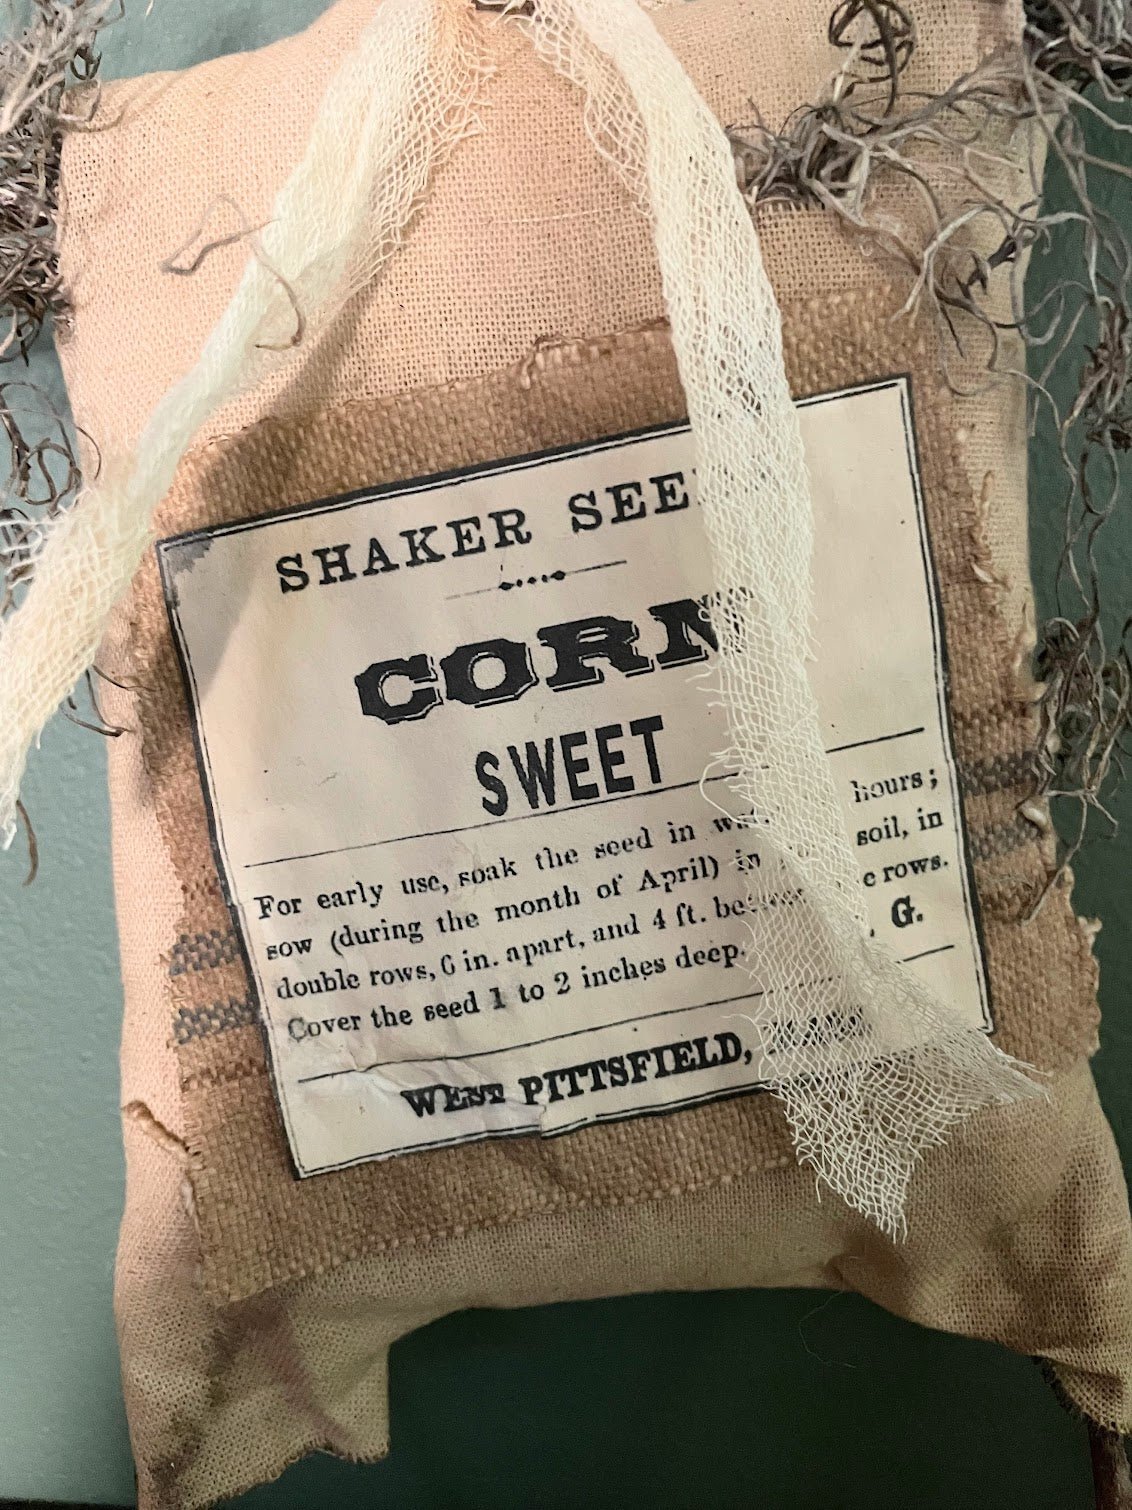 SHAKER SEE
CORN
SWEET
For early use, soak the seed in hours;
sow (during the month of April) in soil, in
double rows, 6 in. apart, and 4 ft. rows.
Cover the seed 1 to 2 inches deep. G.
WEST PITTSFIELD,